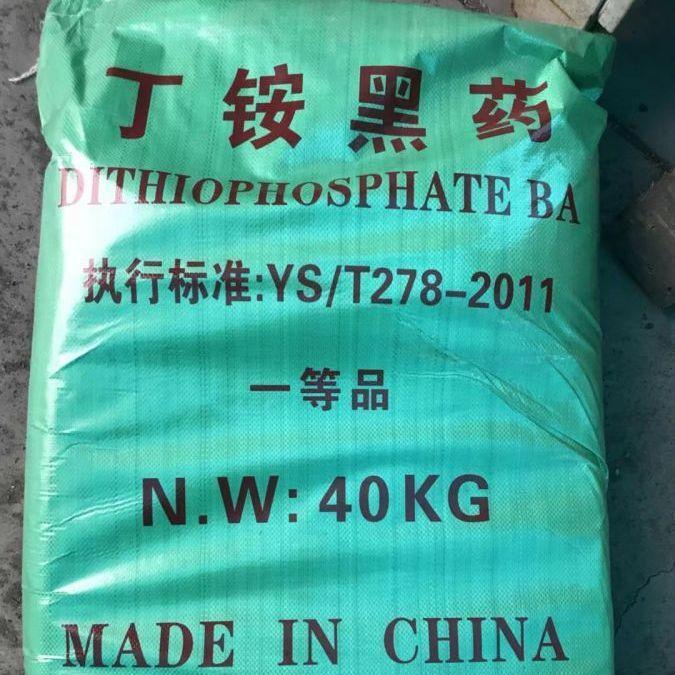 丁铵黑药
DITHIOPHOSPHATE BA
执行标准:YS/T278-2011
一等品
N.W: 40KG
MADE IN CHINA